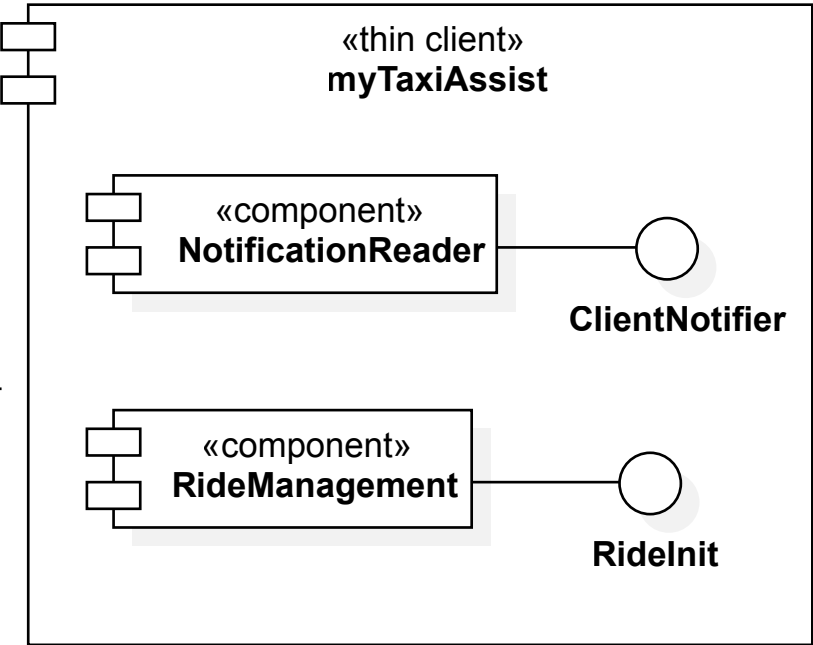 «thin client»
myTaxiAssist
«component»
NotificationReader
ClientNotifier
«component»
RideManagement
RideInit